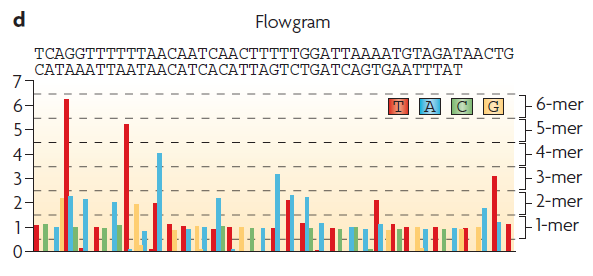 d
Flowgram
TCAGGTTTTTTAACAATCAACTTTTTGGATTAAAATGTAGATAACTG
CATAAATTAATAACATCACATTAGTCTGATCAGTGAATTTAT
7
6
5
4
3
2
1
0
T A C G
6-mer
5-mer
4-mer
3-mer
2-mer
1-mer